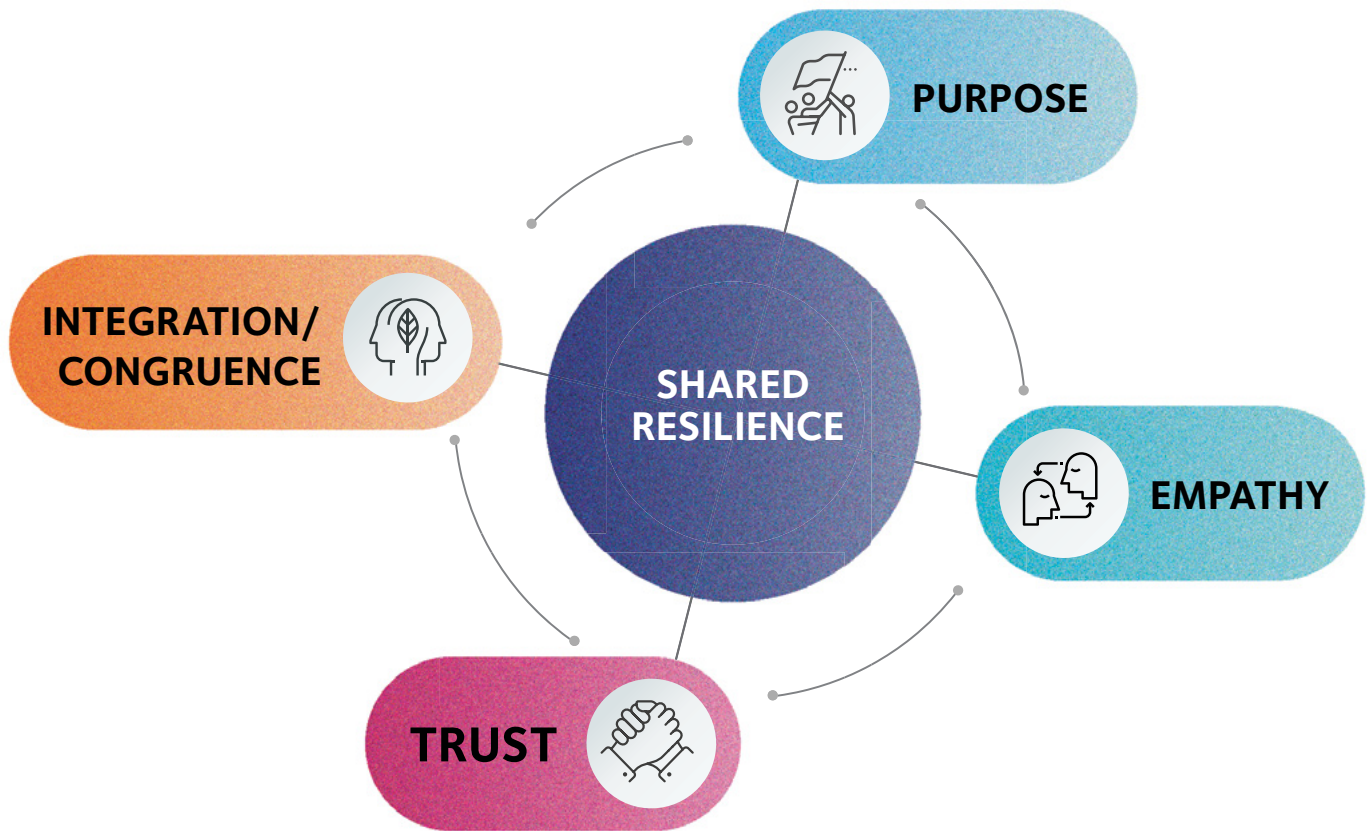 PURPOSE
INTEGRATION/
CONGRUENCE
SHARED
RESILIENCE
EMPATHY
TRUST